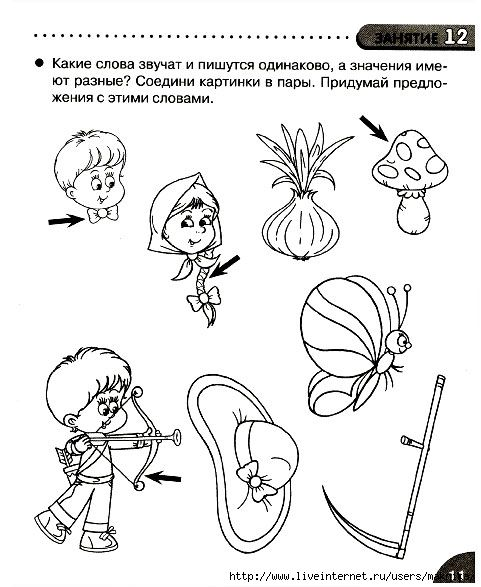 ЗАНЯТИЕ 12
Какие слова звучат и пишутся одинаково, а значения име-
ют разные? Соедини картинки в пары. Придумай предло-
жения с этими словами.
11